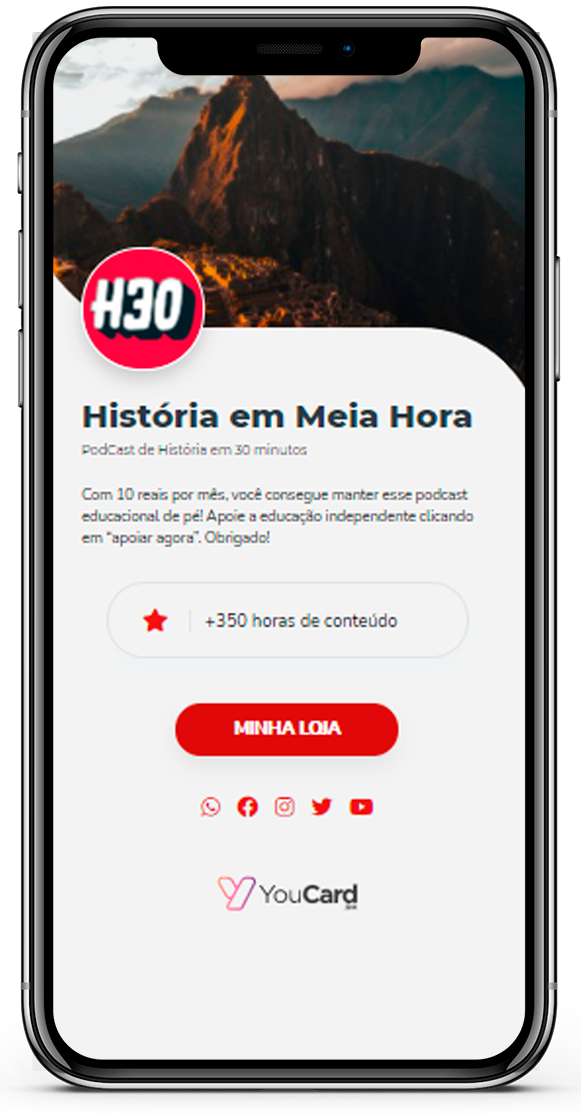 H30
História em Meia Hora
PodCast de História em 30 minutos
Com 10 reais por mês, você consegue manter esse podcast
educacional de pé! Apoie a educação independente clicando
em “apoiar agora”. Obrigado!
+350 horas de conteúdo
MINHA LOJA
YouCard